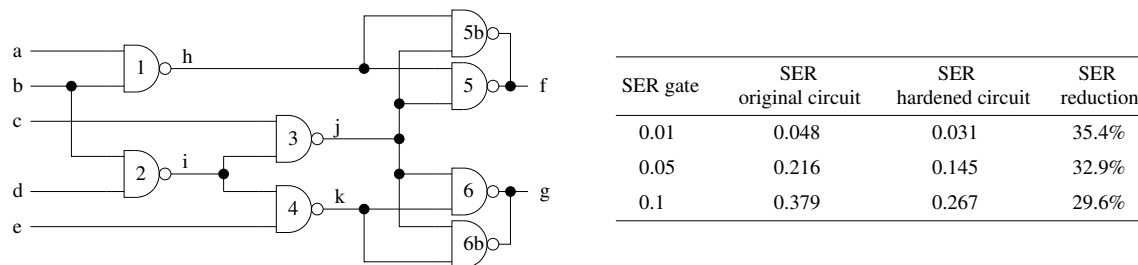 5b
a
h
1
b
5
f
c
j
3
2
i
d
6
g
k
4
e
6b
SER gate SER original circuit SER hardened circuit SER reduction
0.01 0.048 0.031 35.4%
0.05 0.216 0.145 32.9%
0.1 0.379 0.267 29.6%